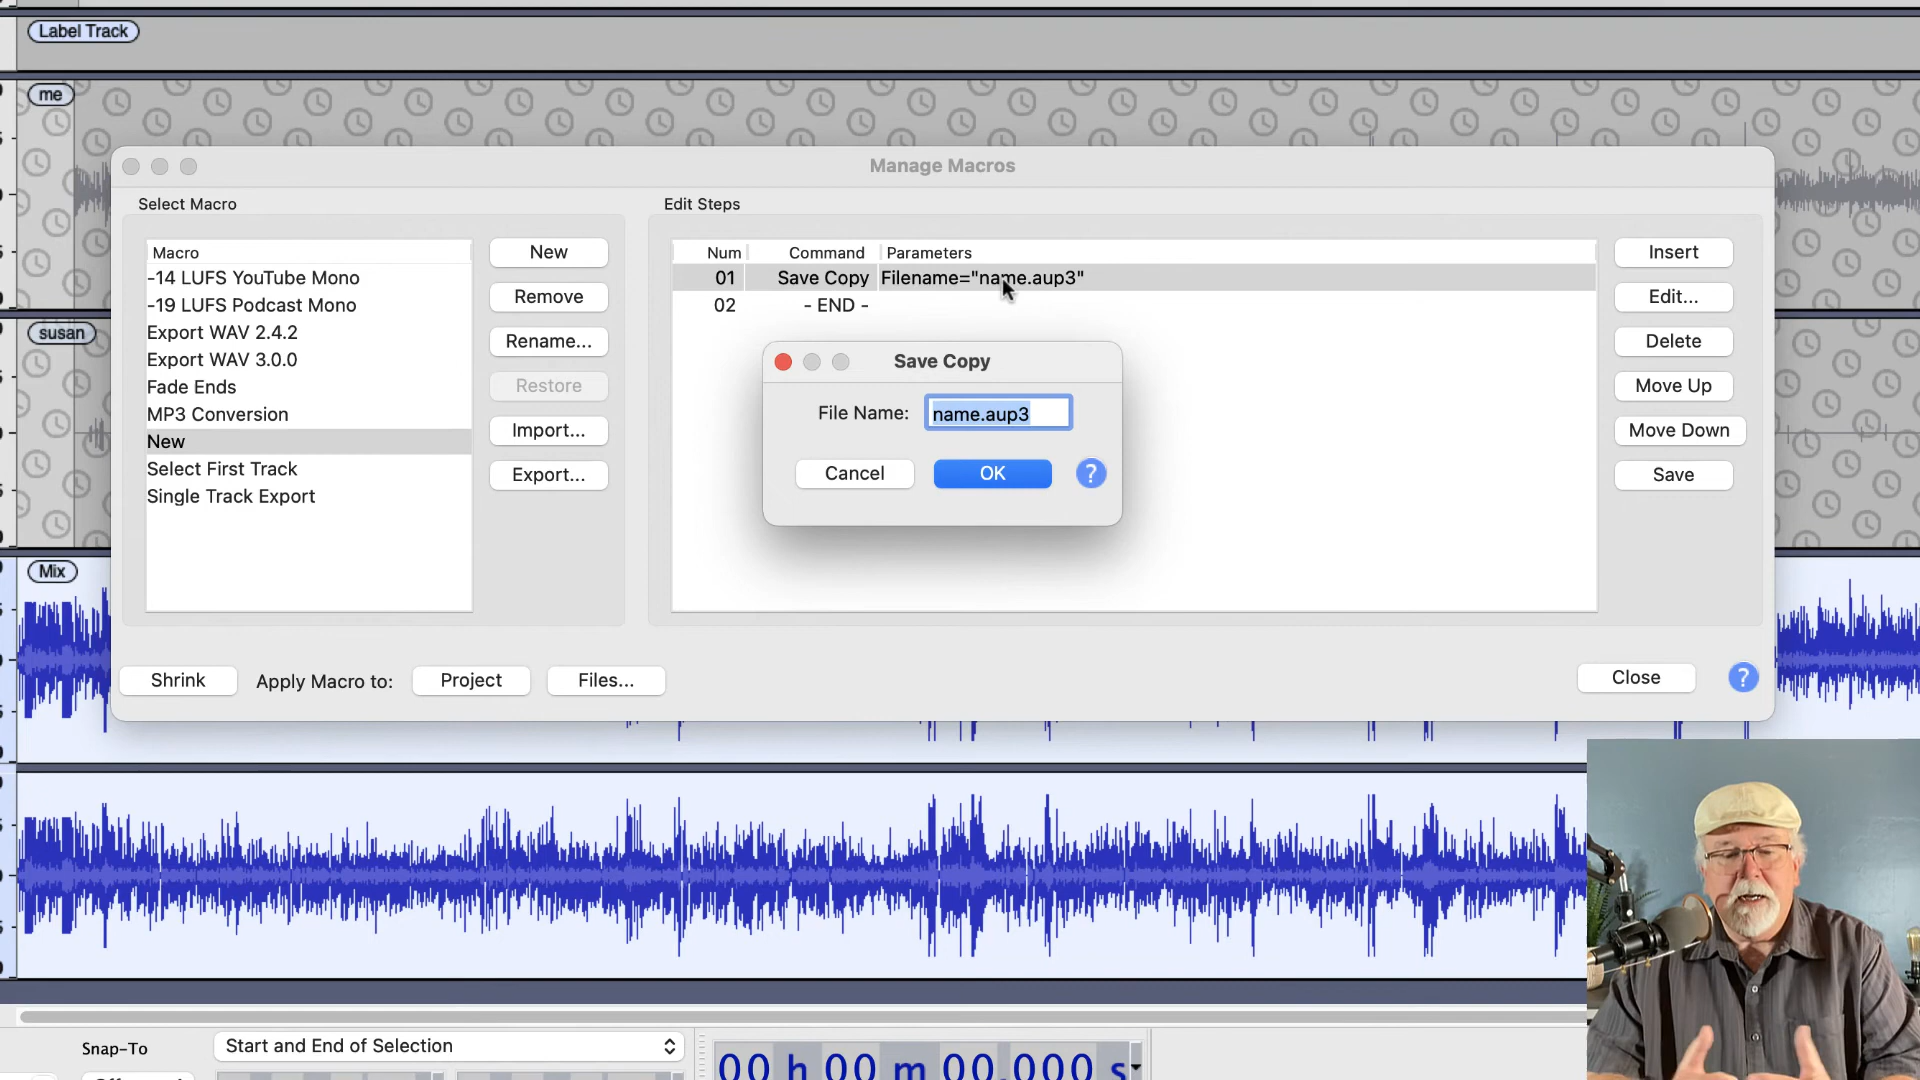 Label Track
me
Manage Macros
Select Macro
Edit Steps
Macro
-14 LUFS YouTube Mono
-19 LUFS Podcast Mono
Export WAV 2.4.2
Export WAV 3.0.0
Fade Ends
MP3 Conversion
New
Select First Track
Single Track Export
New
Remove
Rename...
Restore
Import...
Export...
Num Command Parameters
01 Save Copy Filename="name.aup3"
02 - END -
Insert
Edit...
Delete
Move Up
Move Down
Save
susan
Save Copy
File Name: name.aup3
Cancel OK ?
Mix
Shrink Apply Macro to: Project Files... Close ?
Snap-To Start and End of Selection
00 h 00 m 00.000 s